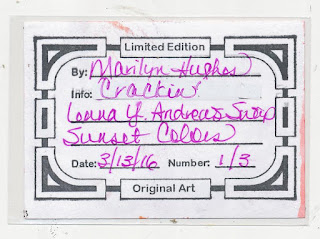 Limited Edition
By: Marilyn Hughes
Info: Crackin'
Lonna & Andreas Swap
Sunset Colors
Date: 3/13/16 Number: 1/3
Original Art